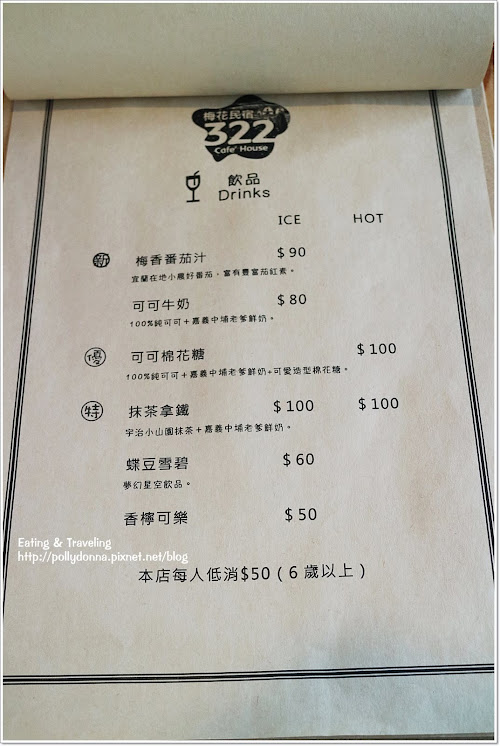 梅花民宿
322
Cafe' House
飲品
Drinks
ICE HOT
新 梅香番茄汁 $90
宜蘭在地小農好番茄，富有豐富茄紅素。
可可牛奶 $80
100%純可可+嘉義中埔老爹鮮奶。
優 可可棉花糖 $100
100%純可可+嘉義中埔老爹鮮奶+可愛造型棉花糖。
特 抹茶拿鐵 $100 $100
宇治小山園抹茶+嘉義中埔老爹鮮奶。
蝶豆雪碧 $60
夢幻星空飲品。
香檸可樂 $50
本店每人低消$50(6歲以上)
Eating & Traveling
http://pollydonna.pixnet.net/blog